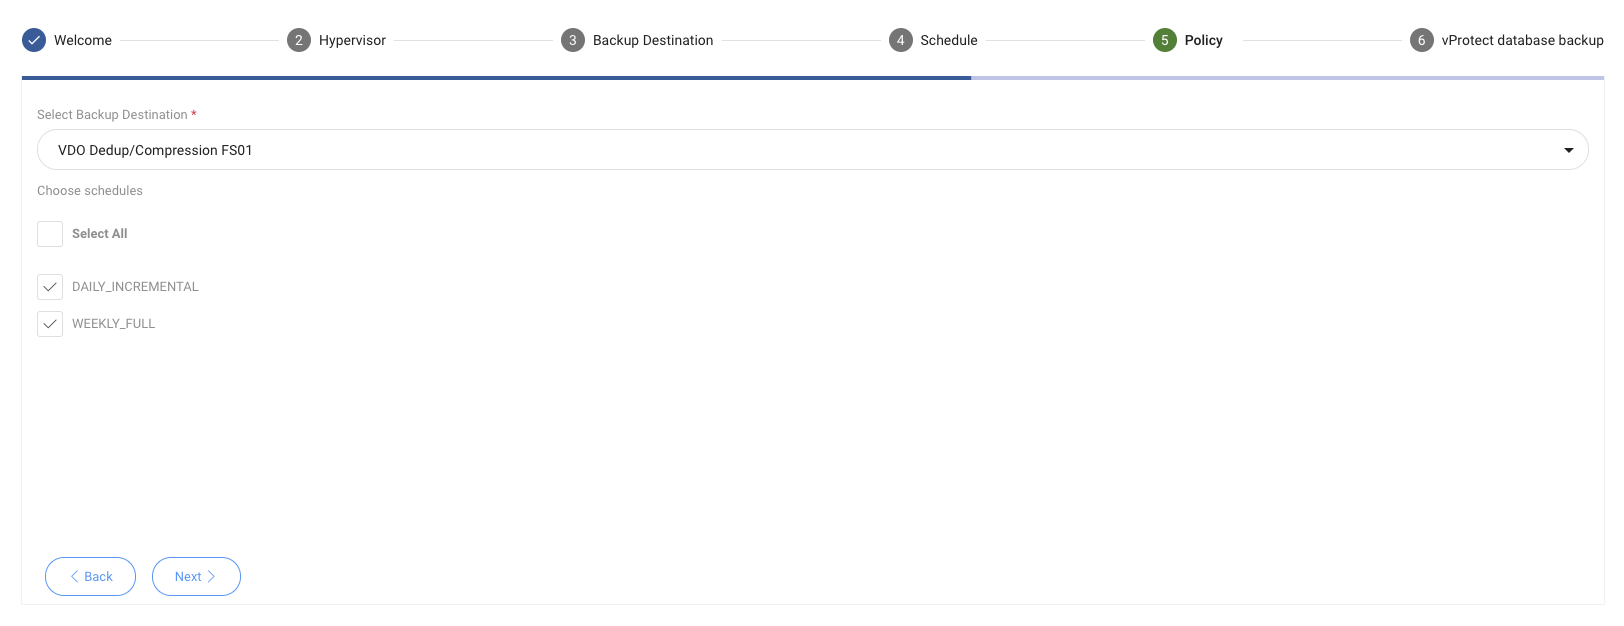 Welcome 2 Hypervisor 3 Backup Destination 4 Schedule 5 Policy 6 vProtect database backup
Select Backup Destination *
VDO Dedup/Compression FS01
Choose schedules
Select All
DAILY_INCREMENTAL
WEEKLY_FULL
Back Next